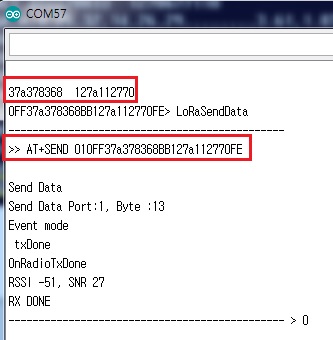 COM57
37a378368  127a112770
0FF37a378368BB127a112770FE> LoRaSendData
----------------------------------------
>> AT+SEND 010FF37a378368BB127a112770FE
Send Data
Send Data Port:1, Byte :13
Event mode
txDone
OnRadioTxDone
RSSI -51, SNR 27
RX DONE
---------------------------------------- > 0